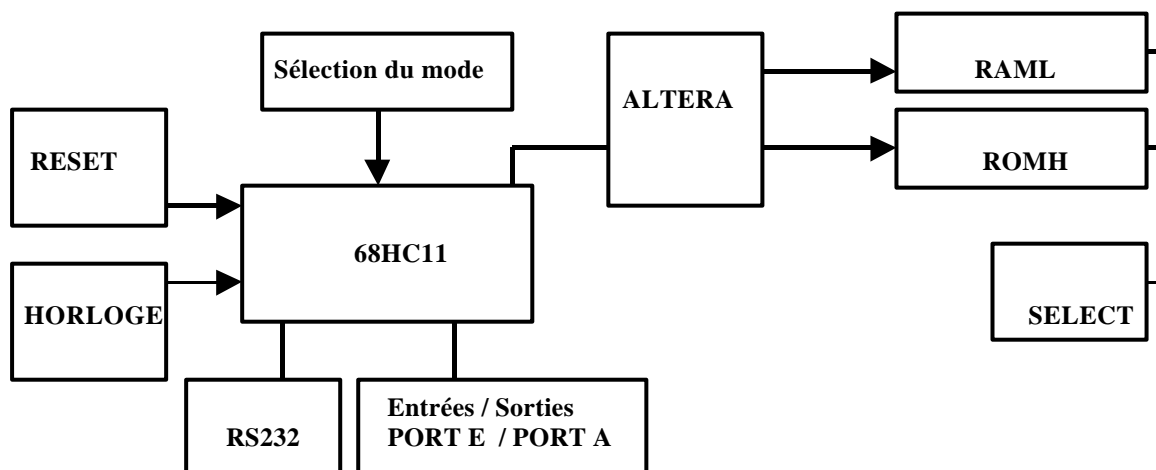 Sélection du mode
ALTERA
RAML
RESET
ROMH
68HC11
HORLOGE
SELECT
RS232
Entrées / Sorties
PORT E / PORT A